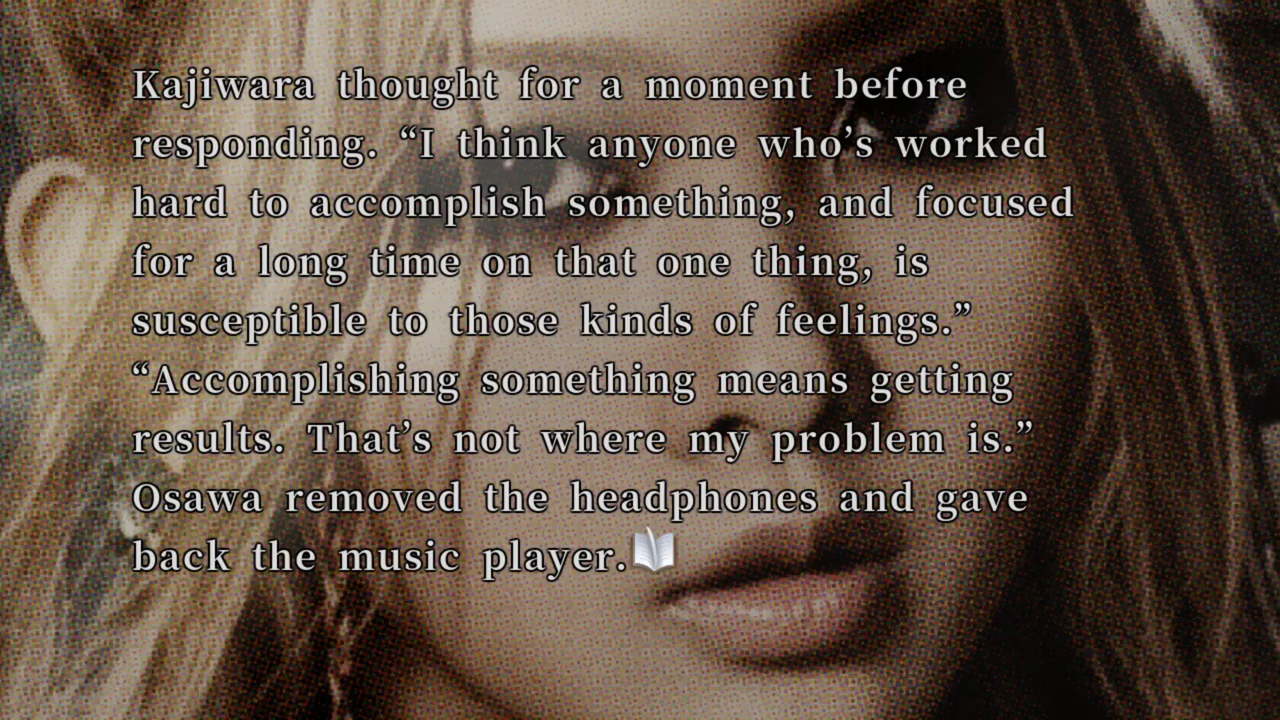 Kajiwara thought for a moment before
responding. “I think anyone who’s worked
hard to accomplish something, and focused
for a long time on that one thing, is
susceptible to those kinds of feelings.”
“Accomplishing something means getting
results. That’s not where my problem is.”
Osawa removed the headphones and gave
back the music player.